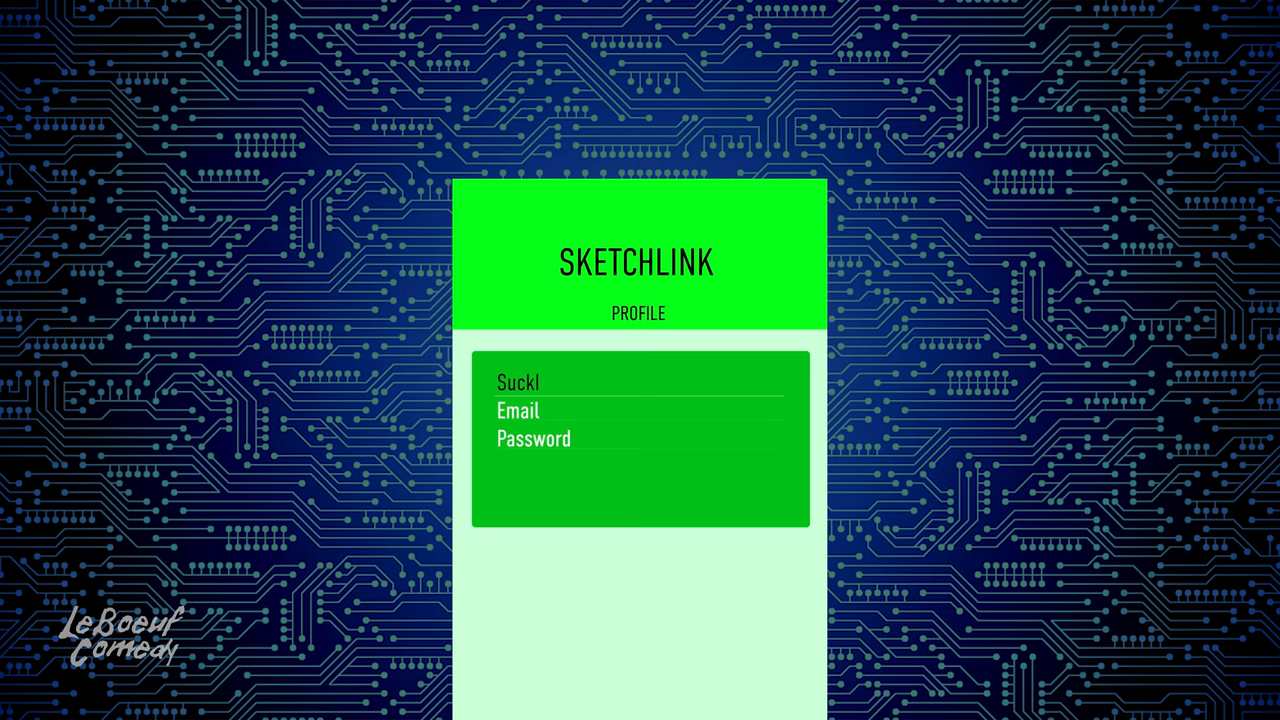 SKETCHLINK
PROFILE
Suckl
Email
Password
LeBoeuf
Comedy